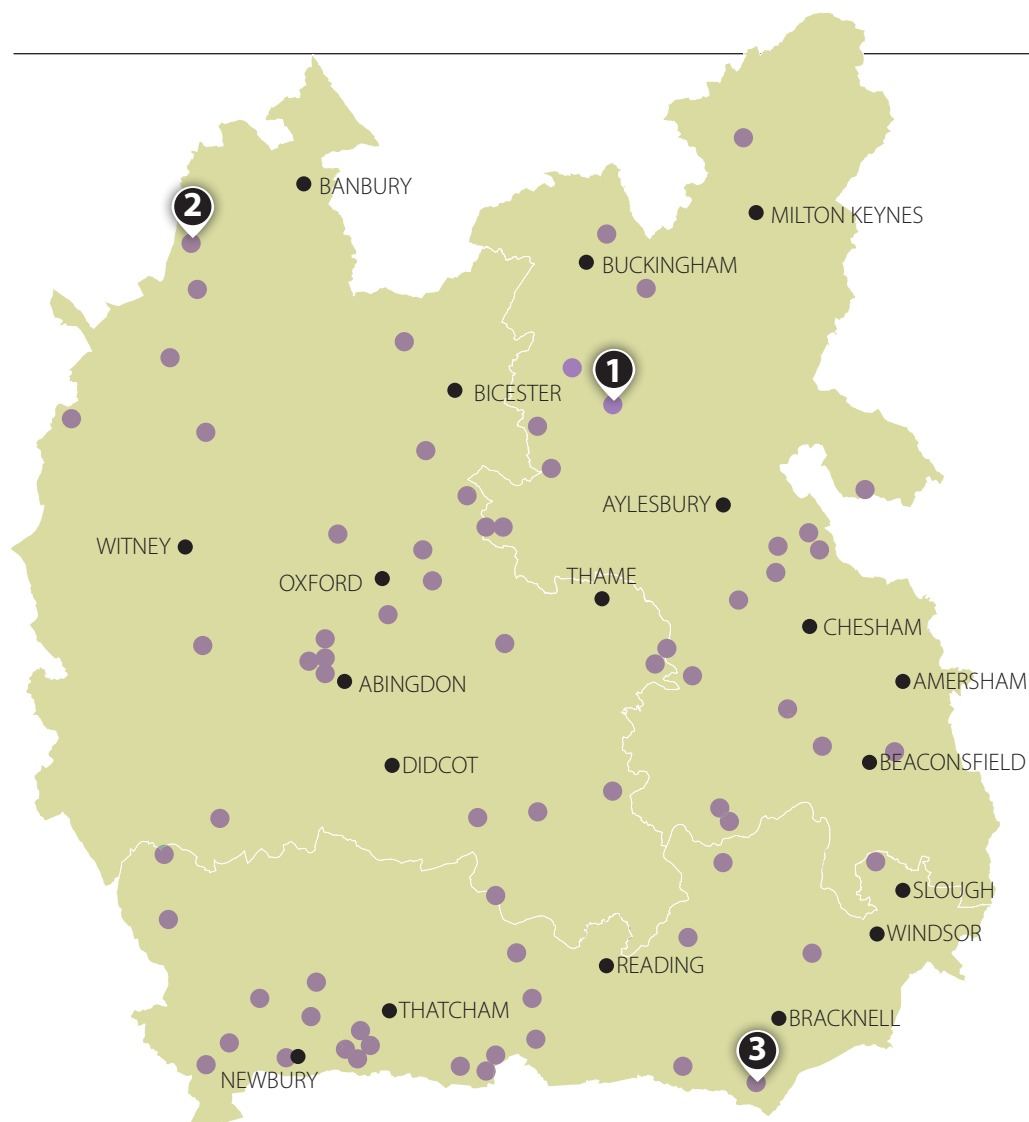 BANBURY
2
MILTON KEYNES
BUCKINGHAM
1
BICESTER
AYLESBURY
WITNEY
OXFORD
THAME
CHESHAM
ABINGDON
AMERSHAM
DIDCOT
BEACONSFIELD
SLOUGH
WINDSOR
READING
THATCHAM
BRACKNELL
3
NEWBURY